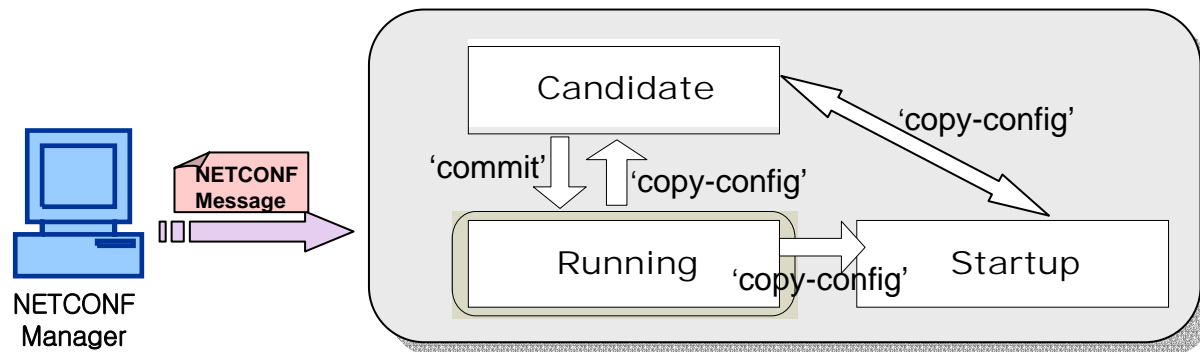 Candidate
‘copy-config’
‘commit’
‘copy-config’
NETCONF
Message
Running
‘copy-config’
Startup
NETCONF
Manager